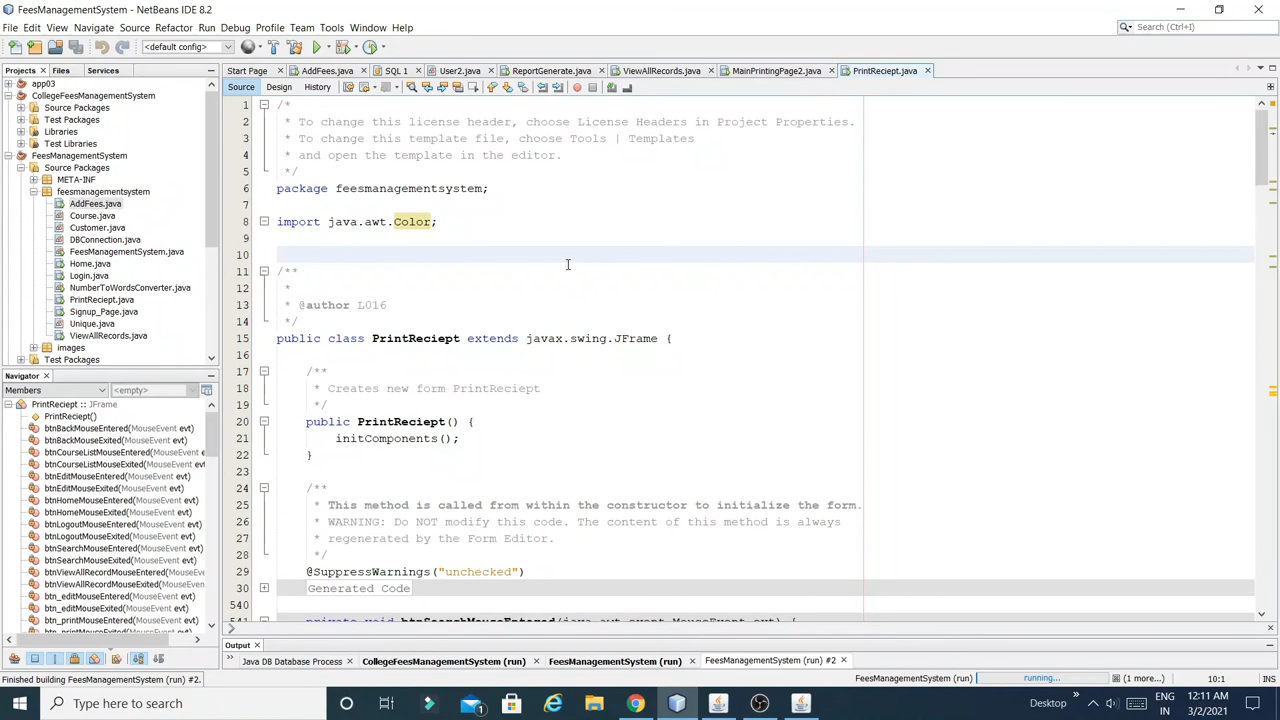 FeesManagementSystem - NetBeans IDE 8.2
File Edit View Navigate Source Refactor Run Debug Profile Team Tools Window Help
Search (Ctrl+I)
<default config>
Projects Files Services
Start Page AddFees.java SQL 1 User2.java ReportGenerate.java ViewAllRecords.java MainPrintingPage2.java PrintReciept.java
Source Design History
app03
CollegeFeesManagementSystem
Source Packages
Test Packages
Libraries
Test Libraries
FeesManagementSystem
Source Packages
META-INF
feesmanagementsystem
AddFees.java
Course.java
Customer.java
DBConnection.java
FeesManagementSystem.java
Home.java
Login.java
NumberToWordsConverter.java
PrintReciept.java
Signup_Page.java
Unique.java
ViewAllRecords.java
images
Test Packages
Navigator
Members <empty>
PrintReciept :: JFrame
PrintReciept()
btnBackMouseEntered(MouseEvent evt)
btnBackMouseExited(MouseEvent evt)
btnCourseListMouseEntered(MouseEvent evt)
btnCourseListMouseExited(MouseEvent evt)
btnEditMouseEntered(MouseEvent evt)
btnEditMouseExited(MouseEvent evt)
btnHomeMouseEntered(MouseEvent evt)
btnHomeMouseExited(MouseEvent evt)
btnLogoutMouseEntered(MouseEvent evt)
btnLogoutMouseExited(MouseEvent evt)
btnSearchMouseEntered(MouseEvent evt)
btnSearchMouseExited(MouseEvent evt)
btnViewAllRecordMouseEntered(MouseEvent
btnViewAllRecordMouseExited(MouseEvent e
btn_editMouseEntered(MouseEvent evt)
btn_editMouseExited(MouseEvent evt)
btn_printMouseEntered(MouseEvent evt)
btn_printMouseExited(MouseEvent evt)
1 /*
2 * To change this license header, choose License Headers in Project Properties.
3 * To change this template file, choose Tools | Templates
4 * and open the template in the editor.
5 */
6 package feesmanagementsystem;
7
8 import java.awt.Color;
9
10
11 /**
12 *
13 * @author L016
14 */
15 public class PrintReciept extends javax.swing.JFrame {
16
17 /**
18 * Creates new form PrintReciept
19 */
20 public PrintReciept() {
21 initComponents();
22 }
23
24 /**
25 * This method is called from within the constructor to initialize the form.
26 * WARNING: Do NOT modify this code. The content of this method is always
27 * regenerated by the Form Editor.
28 */
29 @SuppressWarnings("unchecked")
30 Generated Code
540
541 private void btnSearchMouseEntered(java.awt.event.MouseEvent evt) {
Output
Java DB Database Process CollegeFeesManagementSystem (run) FeesManagementSystem (run) FeesManagementSystem (run) #2
Finished building FeesManagementSystem (run) #2. FeesManagementSystem (run) running... (1 more...) 10:1 INS
Type here to search
Desktop
ENG
IN
12:11 AM
3/2/2021